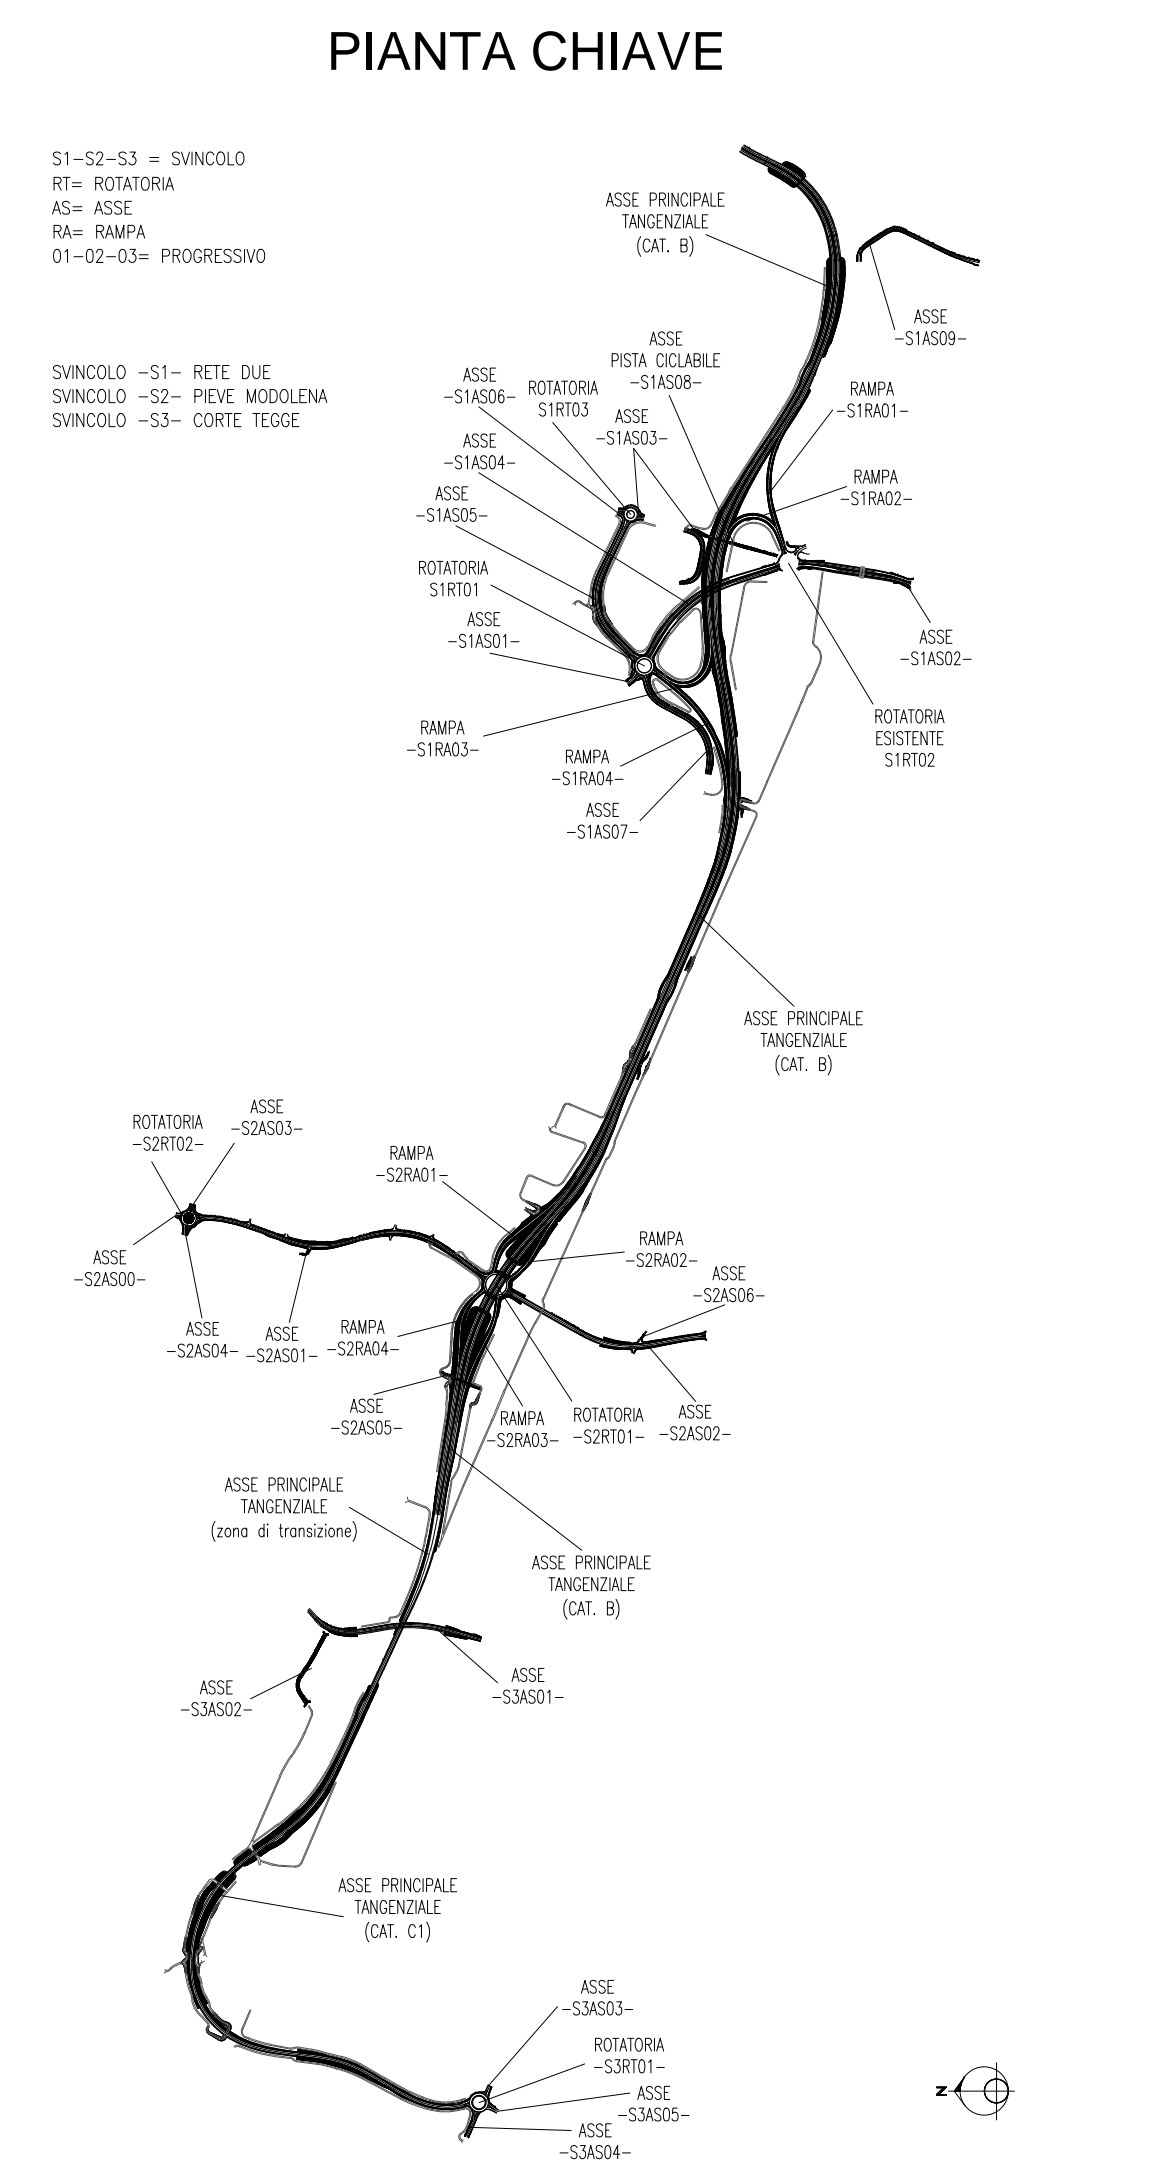 PIANTA CHIAVE
S1-S2-S3 = SVINCOLO
RT= ROTATORIA
AS= ASSE
RA= RAMPA
01-02-03= PROGRESSIVO
SVINCOLO -S1- RETE DUE
SVINCOLO -S2- PIEVE MODOLENA
SVINCOLO -S3- CORTE TEGGE
ASSE PRINCIPALE
TANGENZIALE
(CAT. B)
ASSE
-S1AS09-
ASSE
PISTA CICLABILE
-S1AS08-
ASSE
-S1AS06-
ROTATORIA
S1RT03
ASSE
-S1AS03-
RAMPA
-S1RA01-
ASSE
-S1AS04-
RAMPA
-S1RA02-
ASSE
-S1AS05-
ROTATORIA
S1RT01
ASSE
-S1AS01-
ASSE
-S1AS02-
RAMPA
-S1RA03-
RAMPA
-S1RA04-
ASSE
-S1AS07-
ROTATORIA
ESISTENTE
S1RT02
ASSE PRINCIPALE
TANGENZIALE
(CAT. B)
ROTATORIA
-S2RT02-
ASSE
-S2AS03-
RAMPA
-S2RA01-
RAMPA
-S2RA02-
ASSE
-S2AS00-
ASSE
-S2AS06-
ASSE
-S2AS04-
ASSE
-S2AS01-
RAMPA
-S2RA04-
ASSE
-S2AS05-
RAMPA
-S2RA03-
ROTATORIA
-S2RT01-
ASSE
-S2AS02-
ASSE PRINCIPALE
TANGENZIALE
(zona di transizione)
ASSE PRINCIPALE
TANGENZIALE
(CAT. B)
ASSE
-S3AS02-
ASSE
-S3AS01-
ASSE PRINCIPALE
TANGENZIALE
(CAT. C1)
ASSE
-S3AS03-
ROTATORIA
-S3RT01-
ASSE
-S3AS05-
ASSE
-S3AS04-
N